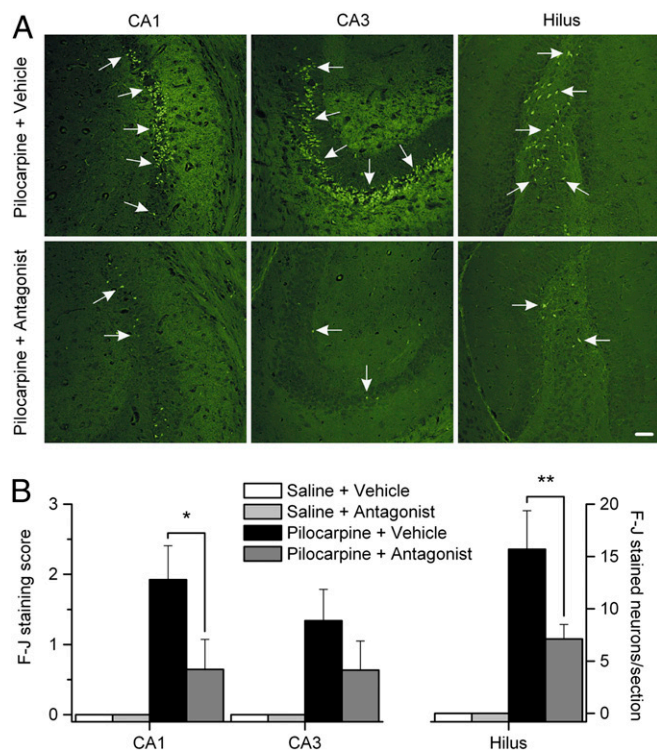 A
CA1 CA3 Hilus
Pilocarpine + Vehicle
Pilocarpine + Antagonist
B
Saline + Vehicle
Saline + Antagonist
Pilocarpine + Vehicle
Pilocarpine + Antagonist
F-J staining score
3
2
1
0
*
**
20
15
10
5
0
F-J stained neurons/section
CA1 CA3 Hilus